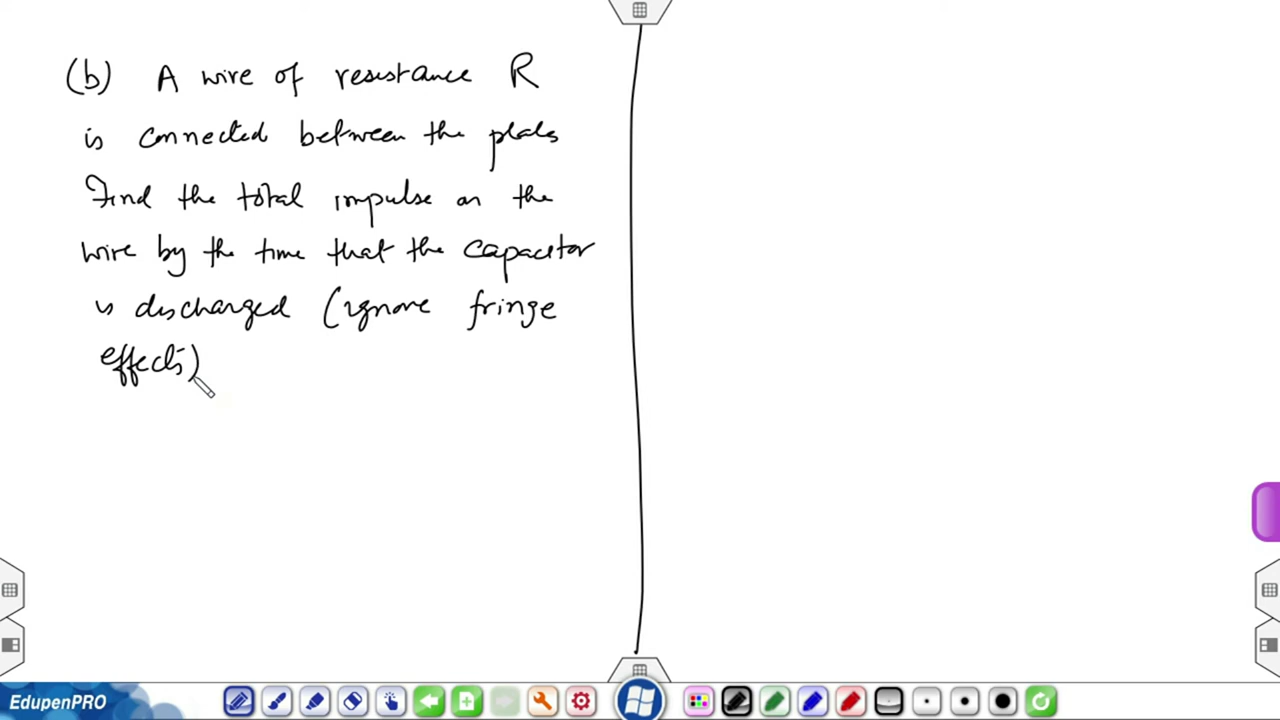 (b) A wire of resistance R
is connected between the plates
Find the total impulse on the
wire by the time that the capacitor
is discharged (ignore fringe
effects)
EdupenPRO